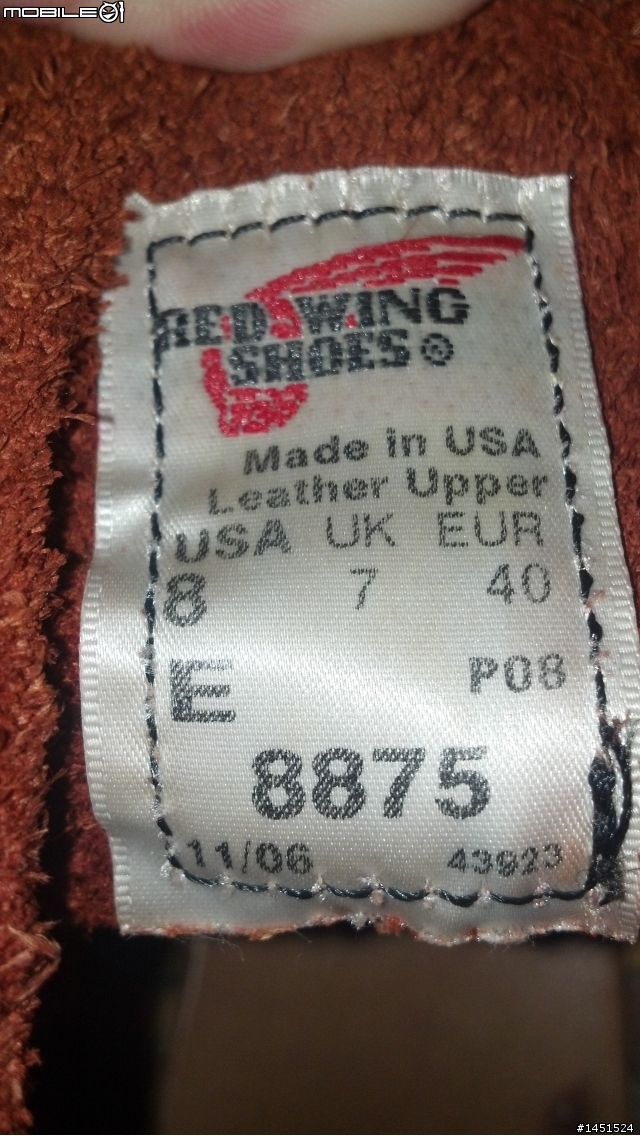 MOBILE01
RED WING
SHOES®
Made in USA
Leather Upper
USA UK EUR
8 7 40
E P08
8875
11/06 43923
#1451524